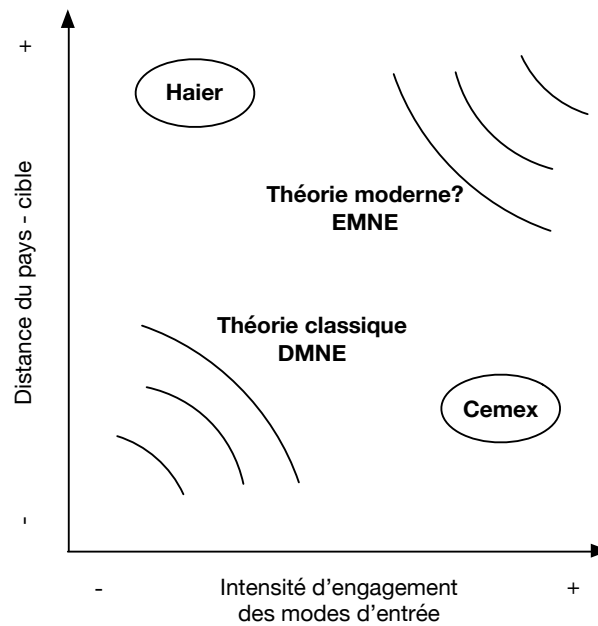 +
Haier
Théorie moderne?
EMNE
Distance du pays - cible
Théorie classique
DMNE
Cemex
-
-
Intensité d’engagement
des modes d’entrée
+